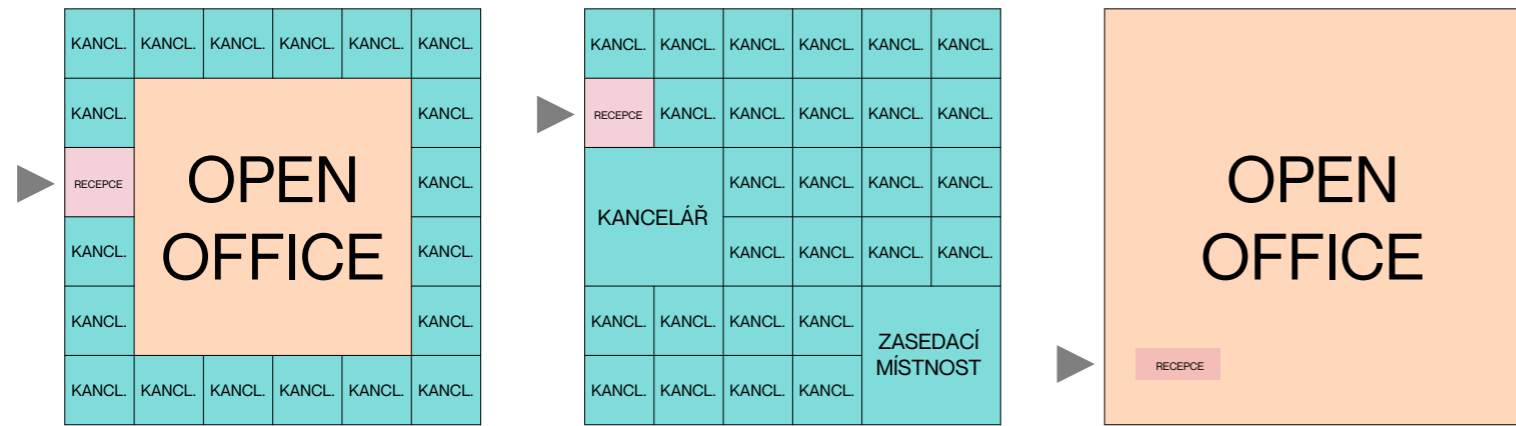 KANCL. KANCL. KANCL. KANCL. KANCL. KANCL.
KANCL. KANCL.
RECEPCE KANCL.
OPEN
OFFICE
KANCL. KANCL.
KANCL. KANCL.
KANCL. KANCL. KANCL. KANCL. KANCL. KANCL.
KANCL. KANCL. KANCL. KANCL. KANCL. KANCL.
RECEPCE KANCL. KANCL. KANCL. KANCL. KANCL.
KANCELÁŘ
KANCL. KANCL. KANCL. KANCL.
KANCL. KANCL. KANCL. KANCL.
KANCL. KANCL. KANCL. KANCL.
ZASEDACÍ
MÍSTNOST
KANCL. KANCL. KANCL. KANCL.
OPEN
OFFICE
RECEPCE